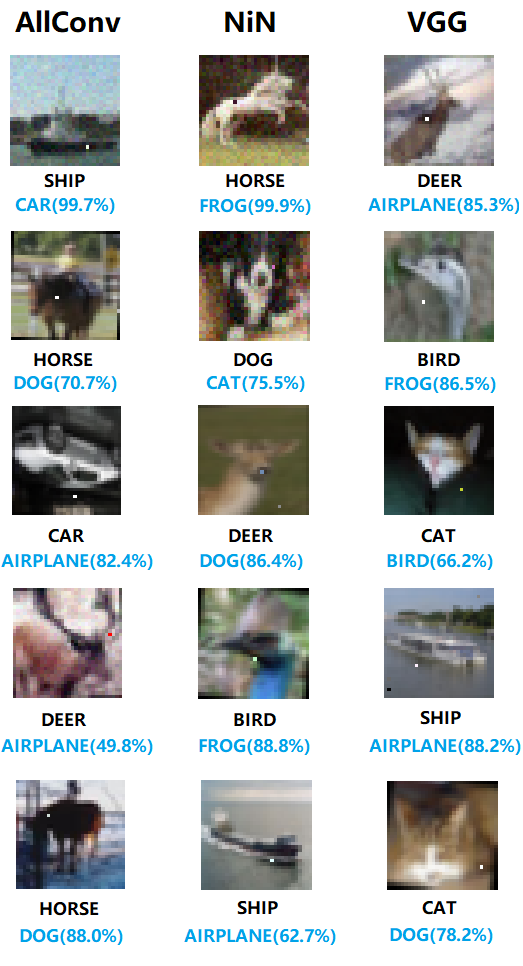 AllConv NiN VGG
SHIP HORSE DEER
CAR(99.7%) FROG(99.9%) AIRPLANE(85.3%)
HORSE DOG BIRD
DOG(70.7%) CAT(75.5%) FROG(86.5%)
CAR DEER CAT
AIRPLANE(82.4%) DOG(86.4%) BIRD(66.2%)
DEER BIRD SHIP
AIRPLANE(49.8%) FROG(88.8%) AIRPLANE(88.2%)
HORSE SHIP CAT
DOG(88.0%) AIRPLANE(62.7%) DOG(78.2%)